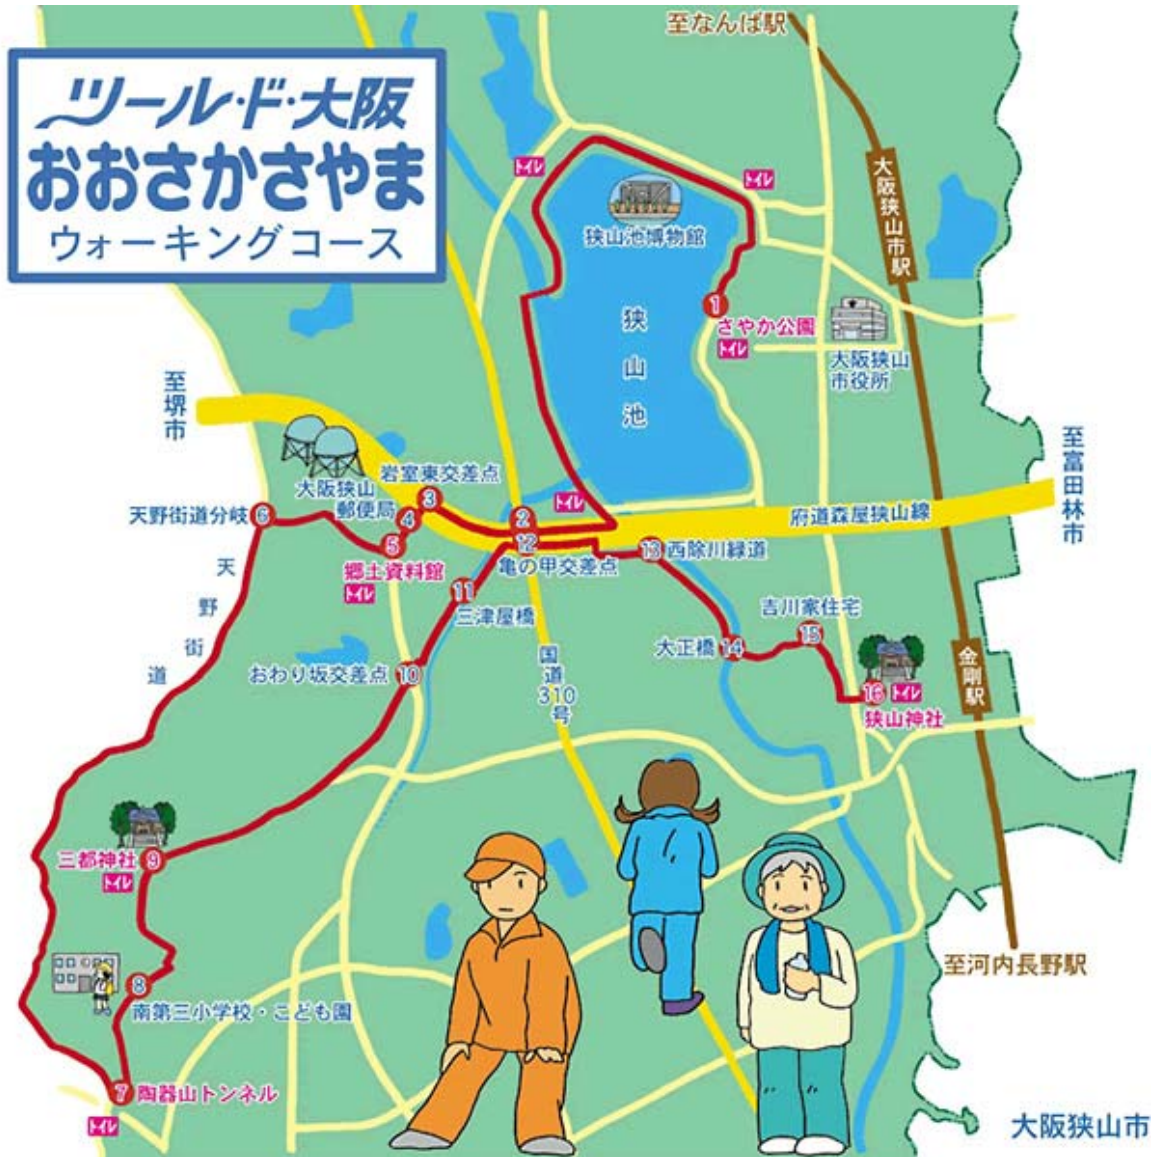 ツール・ド・大阪
おおさかさやま
ウォーキングコース
至なんば駅
大阪狭山市駅
トイレ
トイレ
狭山池博物館
狭山池
1
さやか公園
トイレ
大阪狭山
市役所
至堺市
至富田林市
大阪狭山
郵便局
岩室東交差点
3
4
5
郷土資料館
トイレ
天野街道分岐
6
天野街道
トイレ
2
12
亀の甲交差点
府道森屋狭山線
13
西除川緑道
11
三津屋橋
吉川家住宅
15
大正橋
14
おわり坂交差点
10
国道
310
号
16
トイレ
狭山神社
金剛駅
三都神社
9
トイレ
8
南第三小学校・こども園
7
陶器山トンネル
トイレ
至河内長野駅
大阪狭山市